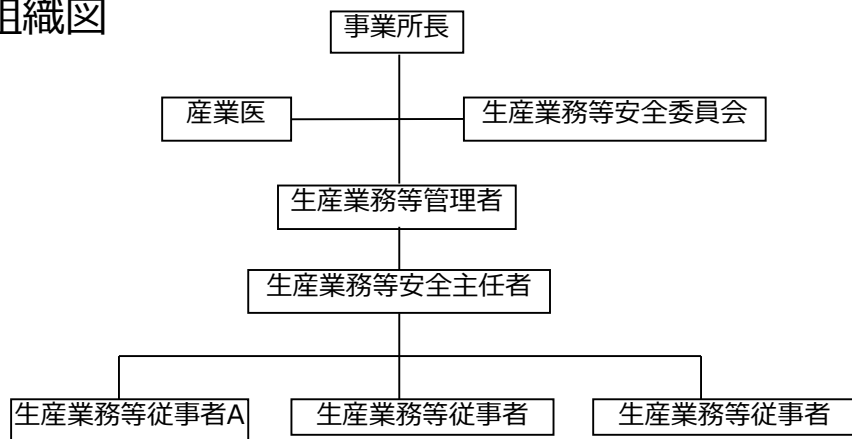 組織図
事業所長
産業医
生産業務等安全委員会
生産業務等管理者
生産業務等安全主任者
生産業務等従事者A
生産業務等従事者
生産業務等従事者